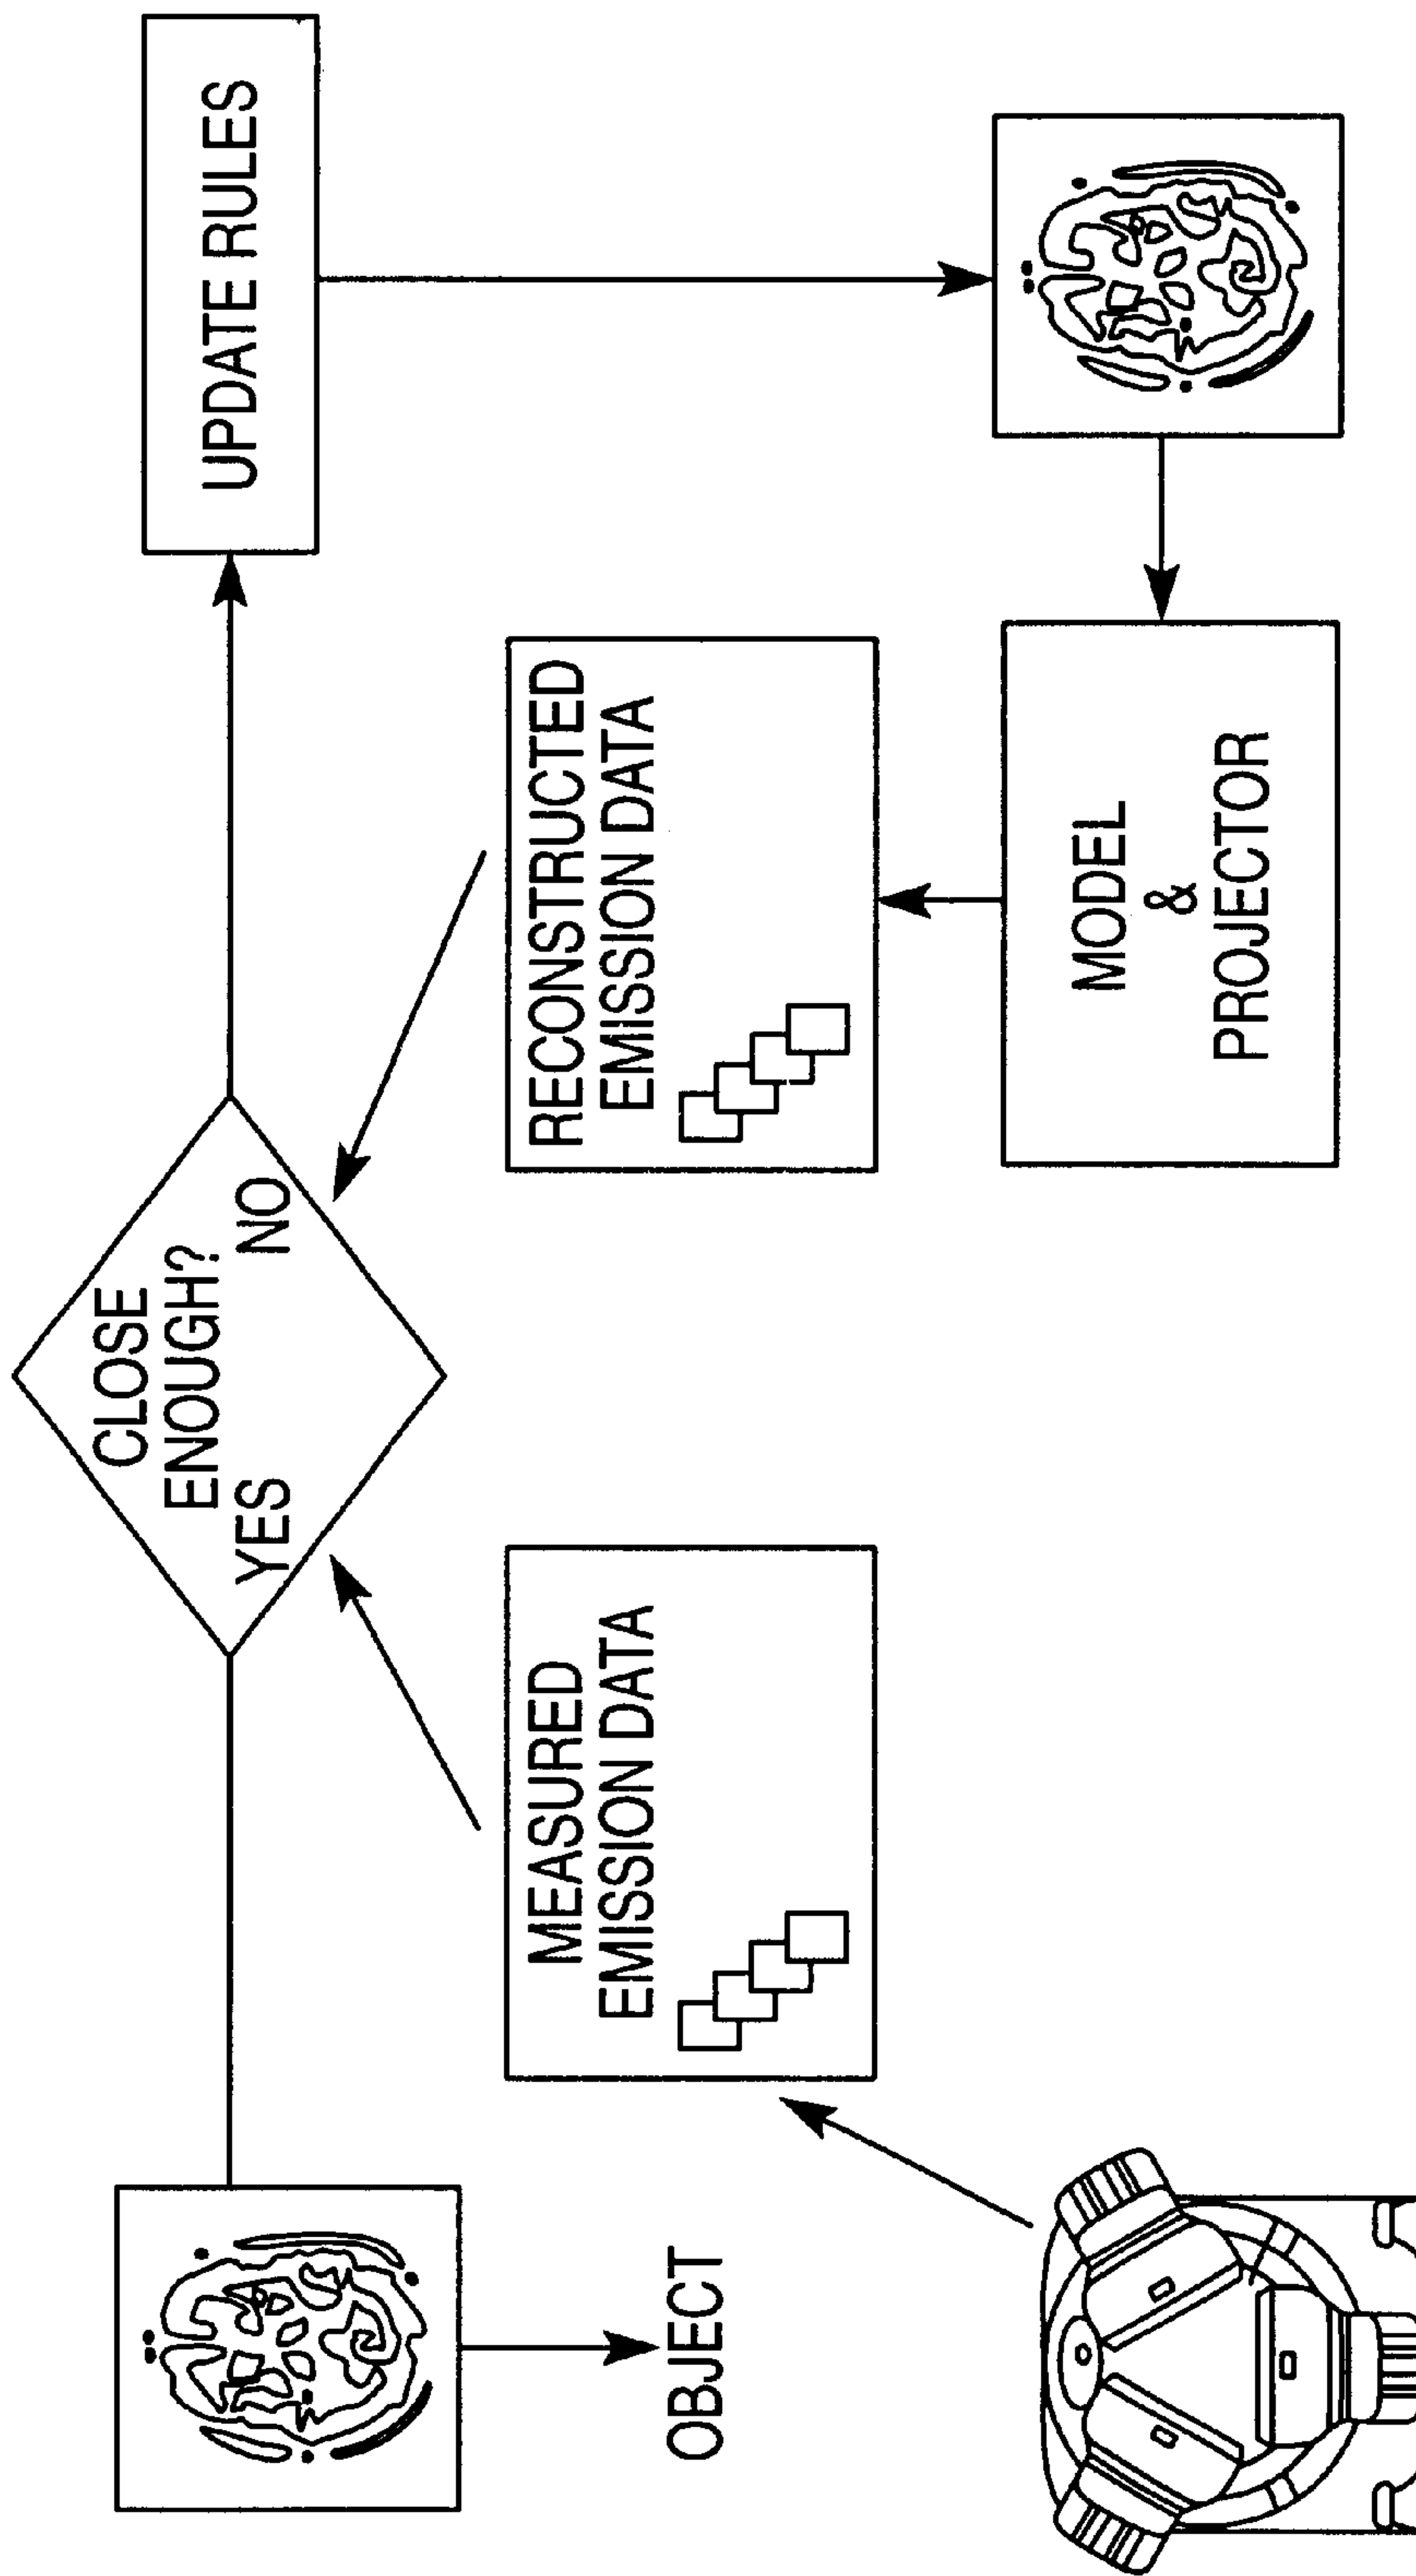 CLOSE
ENOUGH?
YES
NO
UPDATE RULES
MEASURED
EMISSION DATA
RECONSTRUCTED
EMISSION DATA
OBJECT
MODEL
&
PROJECTOR